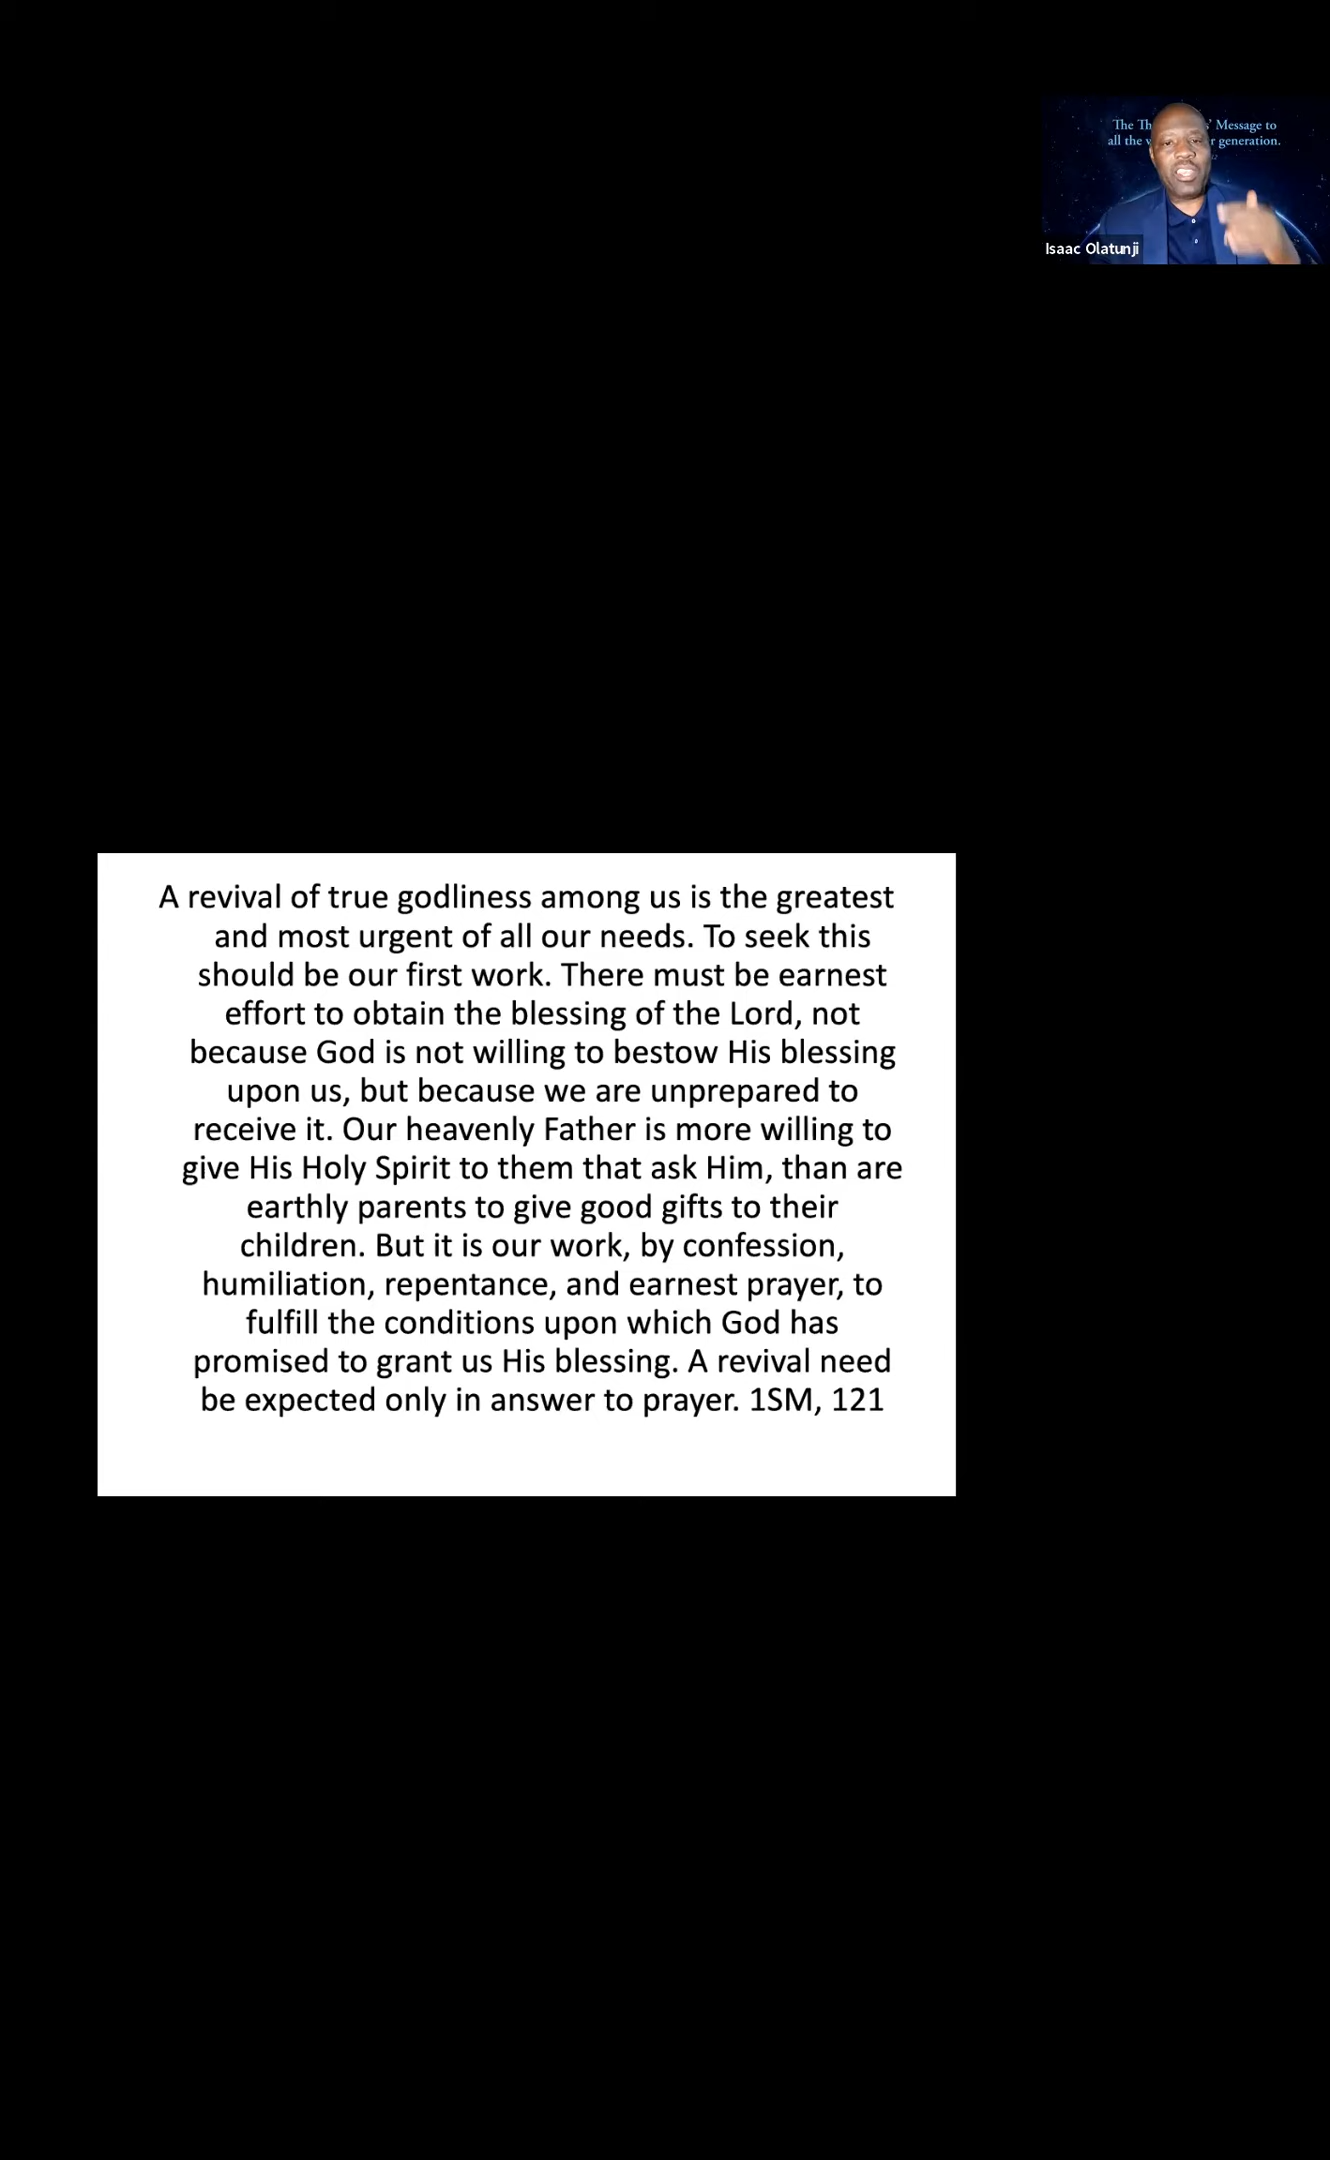 The Th ' Message to
all the r generation.
Isaac Olatunji
A revival of true godliness among us is the greatest
and most urgent of all our needs. To seek this
should be our first work. There must be earnest
effort to obtain the blessing of the Lord, not
because God is not willing to bestow His blessing
upon us, but because we are unprepared to
receive it. Our heavenly Father is more willing to
give His Holy Spirit to them that ask Him, than are
earthly parents to give good gifts to their
children. But it is our work, by confession,
humiliation, repentance, and earnest prayer, to
fulfill the conditions upon which God has
promised to grant us His blessing. A revival need
be expected only in answer to prayer. 1SM, 121